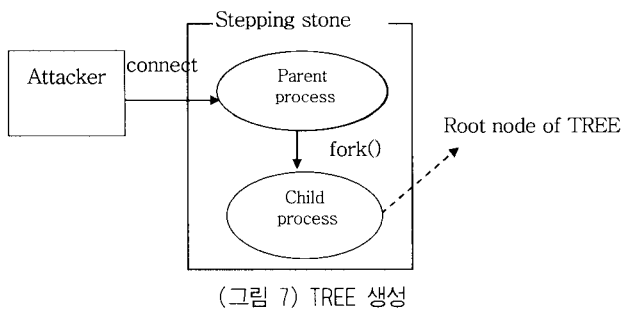 Stepping stone
Attacker
connect
Parent
process
fork()
Root node of TREE
Child
process
(그림 7) TREE 생성